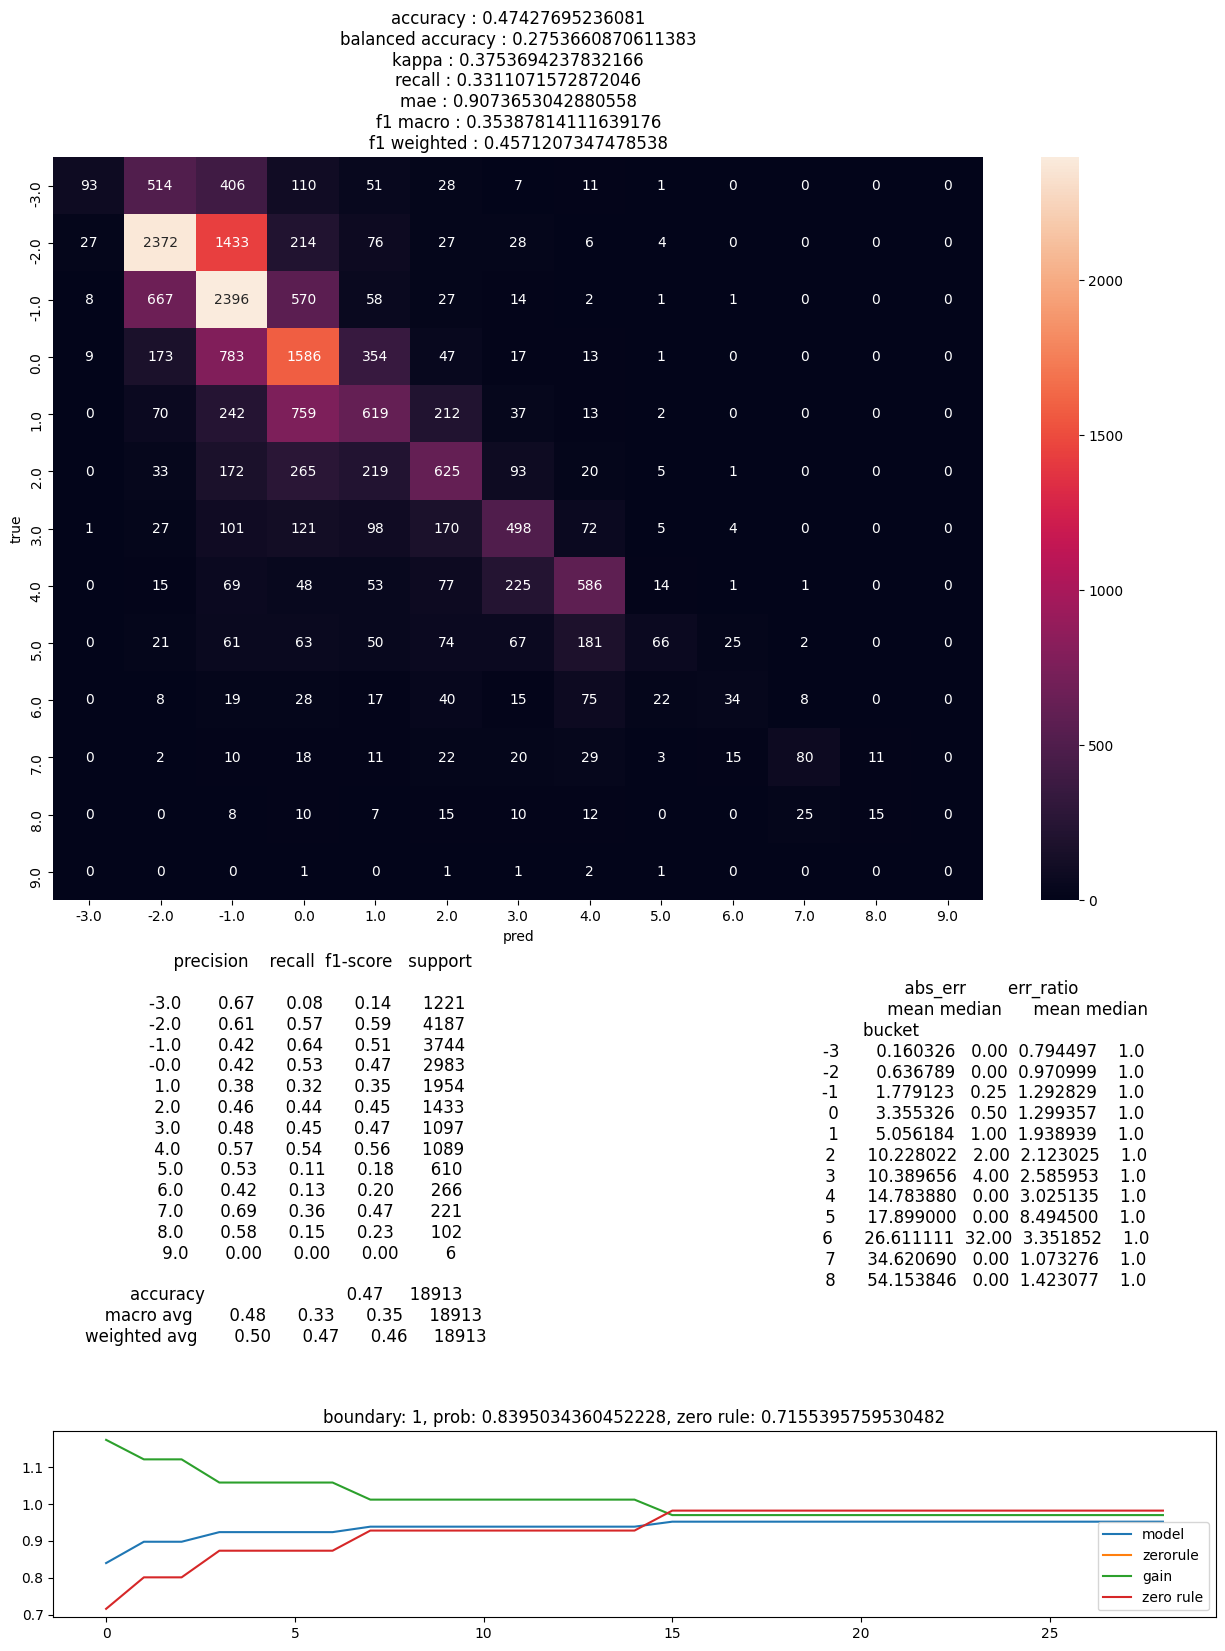 accuracy : 0.47427695236081
balanced accuracy : 0.2753660870611383
kappa : 0.3753694237832166
recall : 0.3311071572872046
mae : 0.9073653042880558
f1 macro : 0.35387814111639176
f1 weighted : 0.4571207347478538
-3.0 93 514 406 110 51 28 7 11 1 0 0 0 0
-2.0 27 2372 1433 214 76 27 28 6 4 0 0 0 0
-1.0 8 667 2396 570 58 27 14 2 1 1 0 0 0
0.0 9 173 783 1586 354 47 17 13 1 0 0 0 0
1.0 0 70 242 759 619 212 37 13 2 0 0 0 0
2.0 0 33 172 265 219 625 93 20 5 1 0 0 0
3.0 1 27 101 121 98 170 498 72 5 4 0 0 0
4.0 0 15 69 48 53 77 225 586 14 1 1 0 0
5.0 0 21 61 63 50 74 67 181 66 25 2 0 0
6.0 0 8 19 28 17 40 15 75 22 34 8 0 0
7.0 0 2 10 18 11 22 20 29 3 15 80 11 0
8.0 0 0 8 10 7 15 10 12 0 0 25 15 0
9.0 0 0 0 1 0 1 1 2 1 0 0 0 0
true
-3.0 -2.0 -1.0 0.0 1.0 2.0 3.0 4.0 5.0 6.0 7.0 8.0 9.0
pred
2000
1500
1000
500
0
precision recall f1-score support
-3.0 0.67 0.08 0.14 1221
-2.0 0.61 0.57 0.59 4187
-1.0 0.42 0.64 0.51 3744
-0.0 0.42 0.53 0.47 2983
1.0 0.38 0.32 0.35 1954
2.0 0.46 0.44 0.45 1433
3.0 0.48 0.45 0.47 1097
4.0 0.57 0.54 0.56 1089
5.0 0.53 0.11 0.18 610
6.0 0.42 0.13 0.20 266
7.0 0.69 0.36 0.47 221
8.0 0.58 0.15 0.23 102
9.0 0.00 0.00 0.00 6
accuracy 0.47 18913
macro avg 0.48 0.33 0.35 18913
weighted avg 0.50 0.47 0.46 18913
abs_err err_ratio
mean median mean median
bucket
-3 0.160326 0.00 0.794497 1.0
-2 0.636789 0.00 0.970999 1.0
-1 1.779123 0.25 1.292829 1.0
0 3.355326 0.50 1.299357 1.0
1 5.056184 1.00 1.938939 1.0
2 10.228022 2.00 2.123025 1.0
3 10.389656 4.00 2.585953 1.0
4 14.783880 0.00 3.025135 1.0
5 17.899000 0.00 8.494500 1.0
6 26.611111 32.00 3.351852 1.0
7 34.620690 0.00 1.073276 1.0
8 54.153846 0.00 1.423077 1.0
boundary: 1, prob: 0.8395034360452228, zero rule: 0.7155395759530482
1.1
1.0
0.9
0.8
0.7
model
zerorule
gain
zero rule
0 5 10 15 20 25